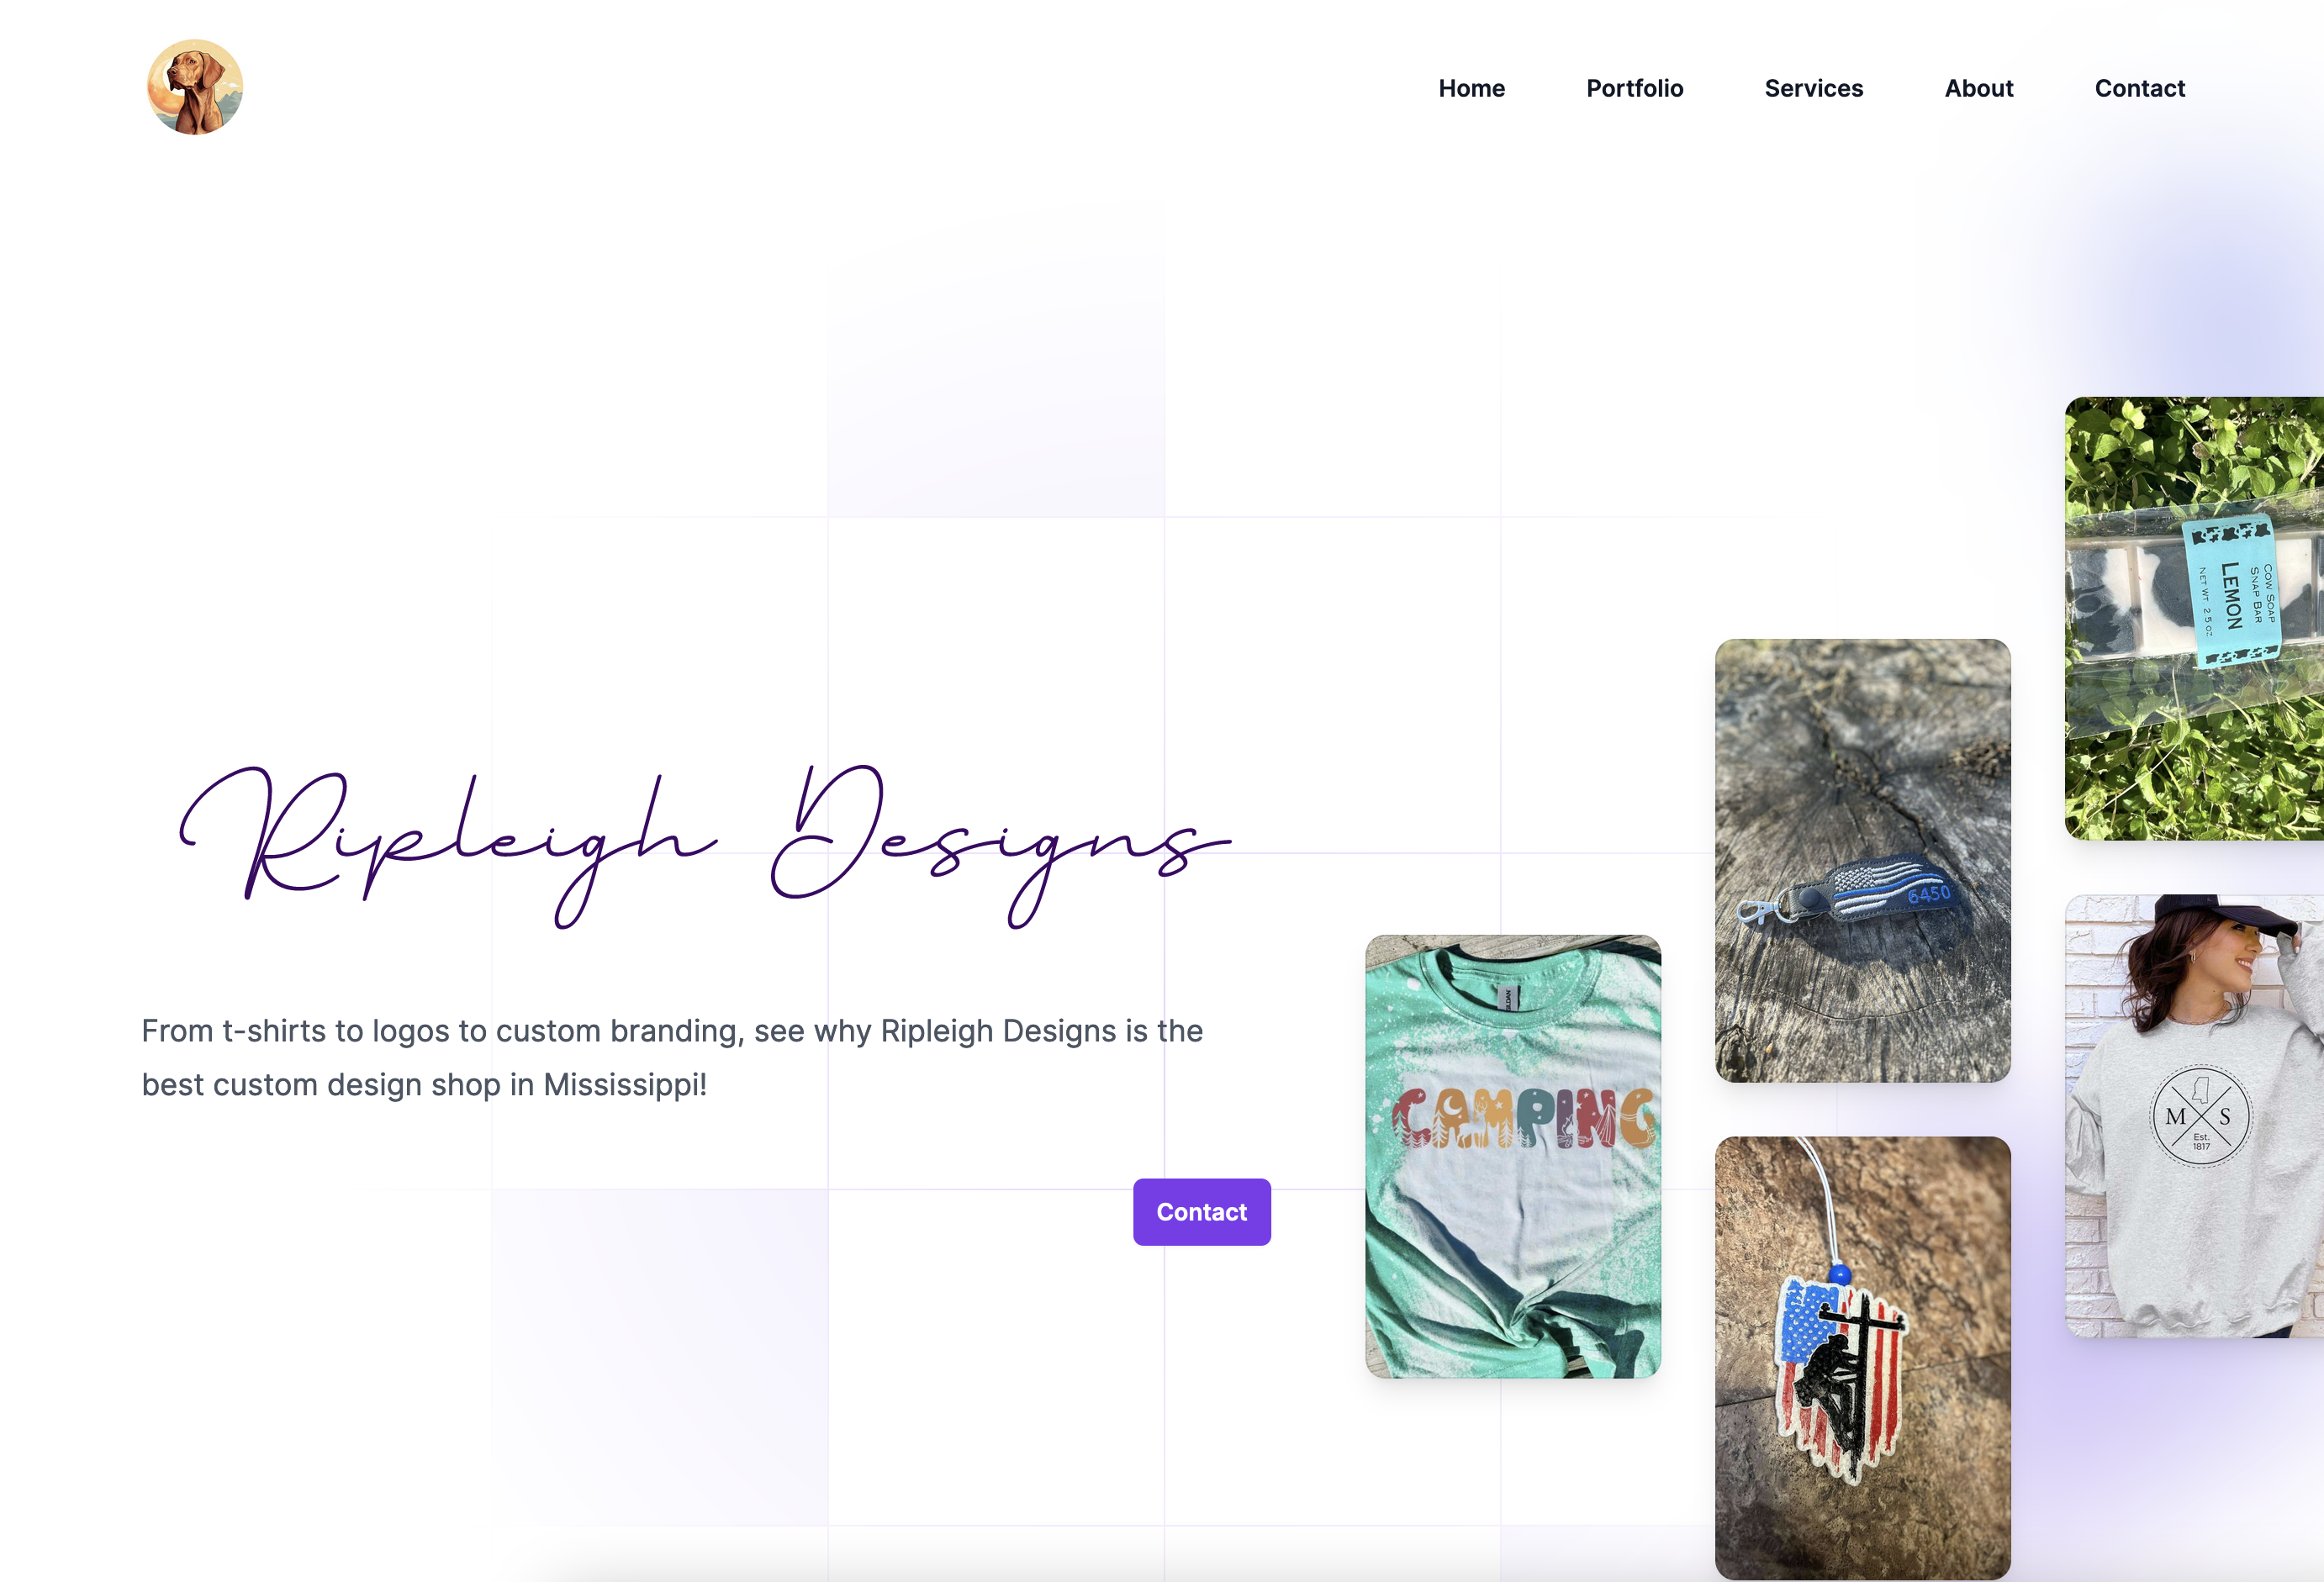 Home Portfolio Services About Contact
Ripleigh Designs
From t-shirts to logos to custom branding, see why Ripleigh Designs is the
best custom design shop in Mississippi!
Contact
CAMPING
6450
COW SOAP
SNAP BAR
LEMON
NET WT. 2.5 OZ.
M S
Est.
1817